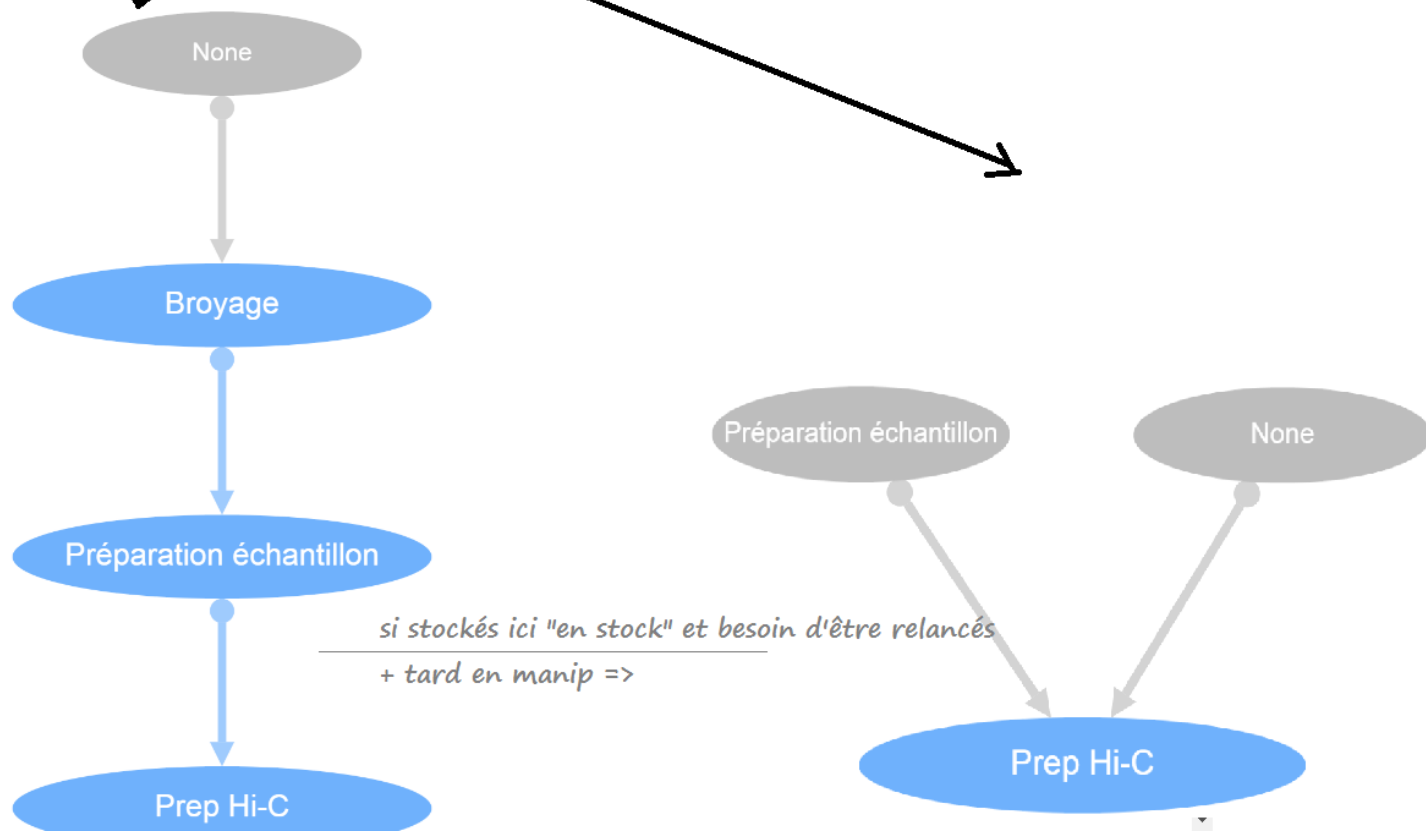 None
Broyage
Préparation échantillon
None
Préparation échantillon
si stockés ici "en stock" et besoin d'être relancés
+ tard en manip =>
Prep Hi-C
Prep Hi-C